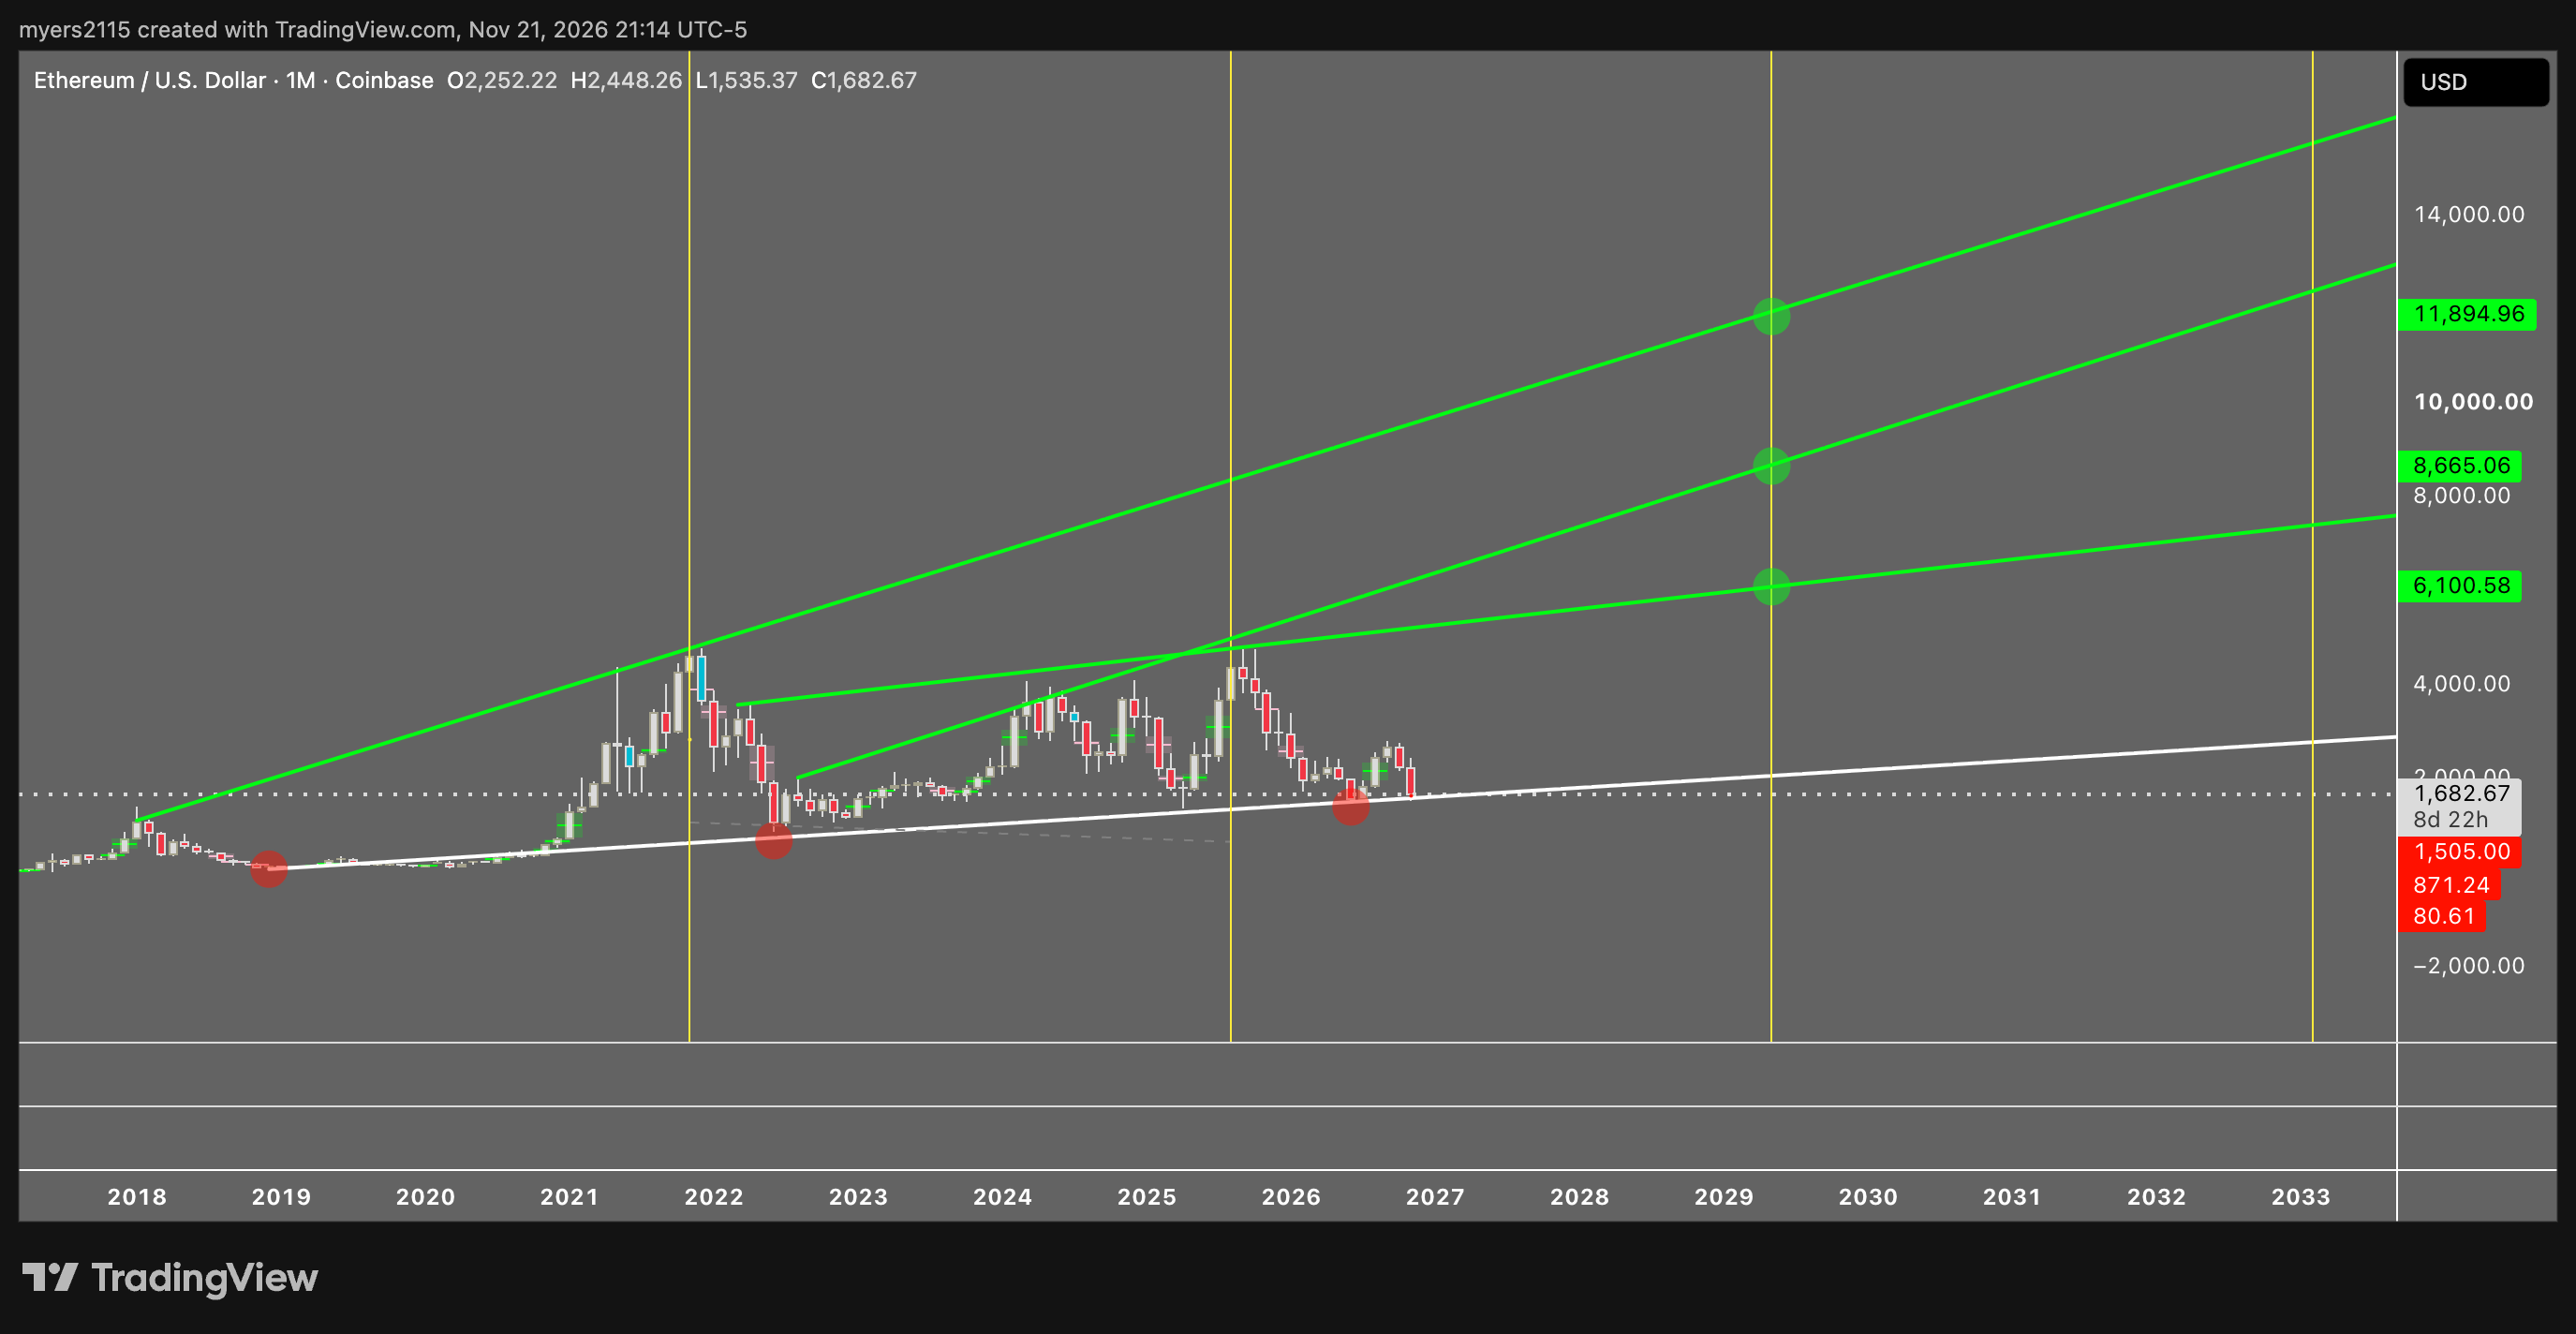 myers2115 created with TradingView.com, Nov 21, 2026 21:14 UTC-5
Ethereum / U.S. Dollar · 1M · Coinbase O2,252.22 H2,448.26 L1,535.37 C1,682.67
USD
14,000.00
11,894.96
10,000.00
8,665.06
8,000.00
6,100.58
4,000.00
2,000.00
1,682.67
8d 22h
1,505.00
871.24
80.61
−2,000.00
2018 2019 2020 2021 2022 2023 2024 2025 2026 2027 2028 2029 2030 2031 2032 2033
TradingView